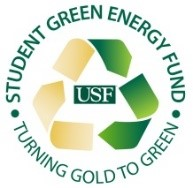 • STUDENT GREEN ENERGY FUND •
USF
TURNING GOLD TO GREEN